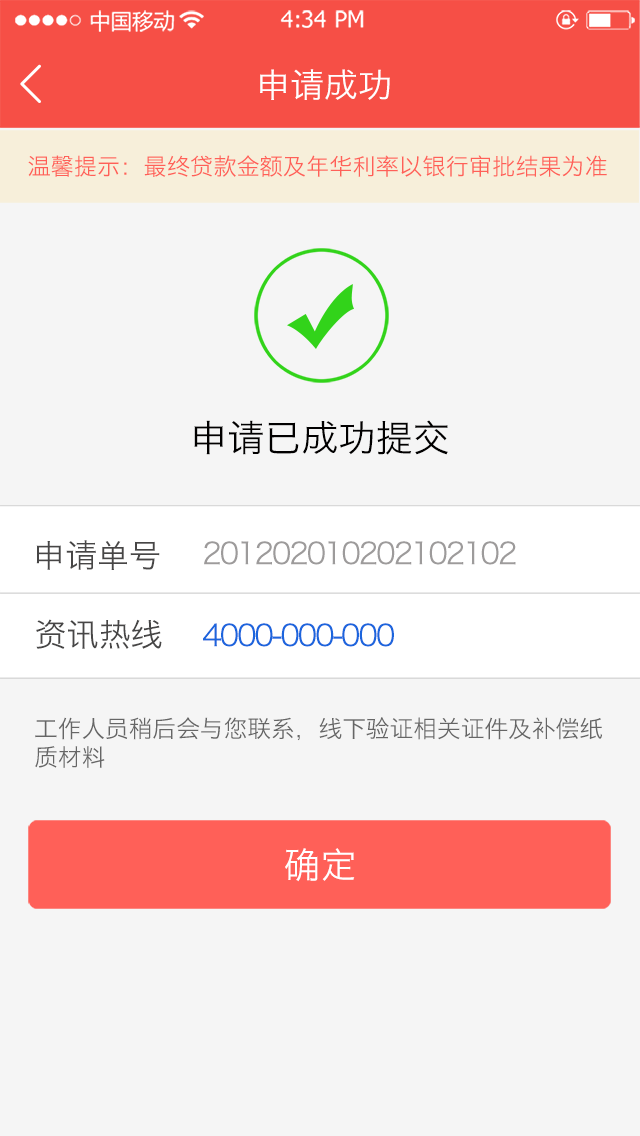 中国移动 4:34 PM
申请成功
温馨提示：最终贷款金额及年华利率以银行审批结果为准
申请已成功提交
申请单号 201202010202102102
资讯热线 4000-000-000
工作人员稍后会与您联系，线下验证相关证件及补偿纸
质材料
确定